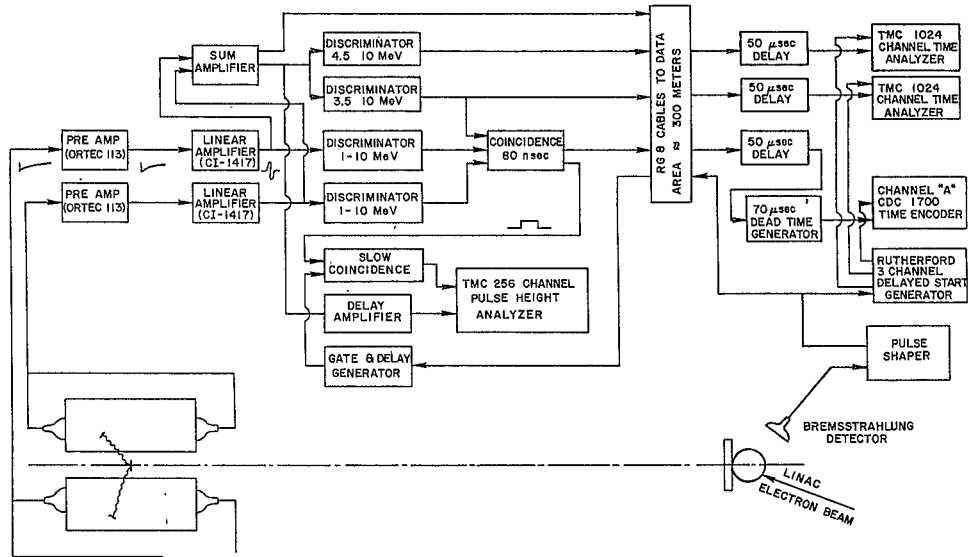 SUM
AMPLIFIER
DISCRIMINATOR
4.5 10 MeV
DISCRIMINATOR
3.5 10 MeV
PRE AMP
(ORTEC 113)
LINEAR
AMPLIFIER
(CI-1417)
DISCRIMINATOR
1-10 MeV
COINCIDENCE
80 nsec
PRE AMP
(ORTEC 113)
LINEAR
AMPLIFIER
(CI-1417)
DISCRIMINATOR
1-10 MeV
SLOW
COINCIDENCE
DELAY
AMPLIFIER
TMC 256 CHANNEL
PULSE HEIGHT
ANALYZER
GATE & DELAY
GENERATOR
RG 8 CABLES TO DATA
AREA ≈ 300 METERS
50 μsec
DELAY
50 μsec
DELAY
50 μsec
DELAY
70 μsec
DEAD TIME
GENERATOR
TMC 1024
CHANNEL TIME
ANALYZER
TMC 1024
CHANNEL TIME
ANALYZER
CHANNEL "A"
CDC 1700
TIME ENCODER
RUTHERFORD
3 CHANNEL
DELAYED START
GENERATOR
PULSE
SHAPER
BREMSSTRAHLUNG
DETECTOR
LINAC
ELECTRON BEAM